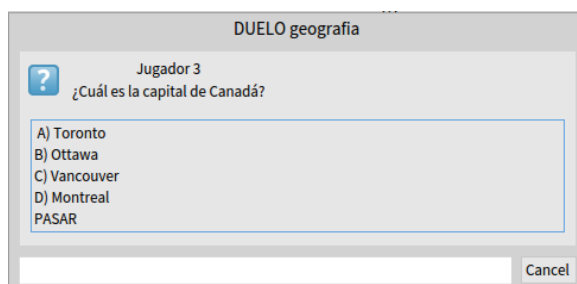 DUELO geografia
Jugador 3
¿Cuál es la capital de Canadá?
A) Toronto
B) Ottawa
C) Vancouver
D) Montreal
PASAR
Cancel